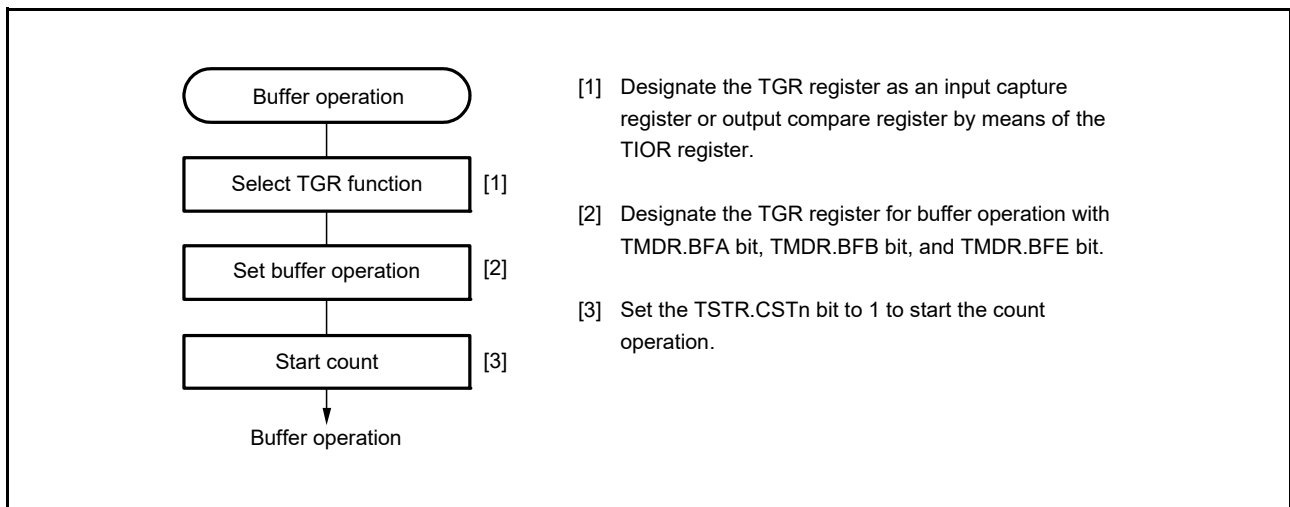 Buffer operation
Select TGR function [1]
Set buffer operation [2]
Start count [3]
Buffer operation
[1] Designate the TGR register as an input capture
register or output compare register by means of the
TIOR register.
[2] Designate the TGR register for buffer operation with
TMDR.BFA bit, TMDR.BFB bit, and TMDR.BFE bit.
[3] Set the TSTR.CSTn bit to 1 to start the count
operation.